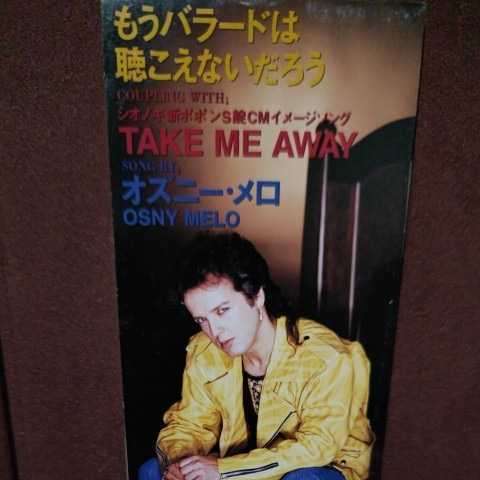 もうバラードは
聴こえないだろう
COUPLING WITH;
シオノギ新ポポンS錠CMイメージソング
TAKE ME AWAY
SONG BY;
オズニー・メロ
OSNY MELO